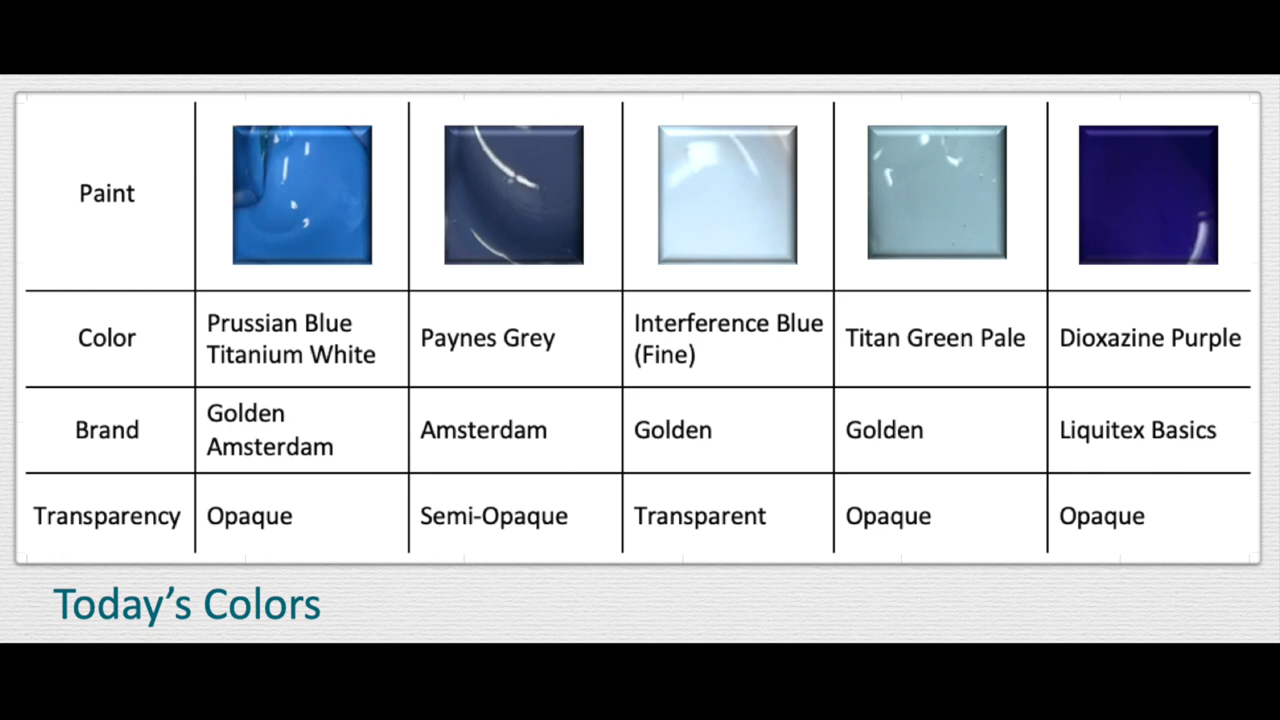 Paint
Color
Prussian Blue
Titanium White
Paynes Grey
Interference Blue
(Fine)
Titan Green Pale
Dioxazine Purple
Brand
Golden
Amsterdam
Amsterdam
Golden
Golden
Liquitex Basics
Transparency
Opaque
Semi-Opaque
Transparent
Opaque
Opaque
Today's Colors